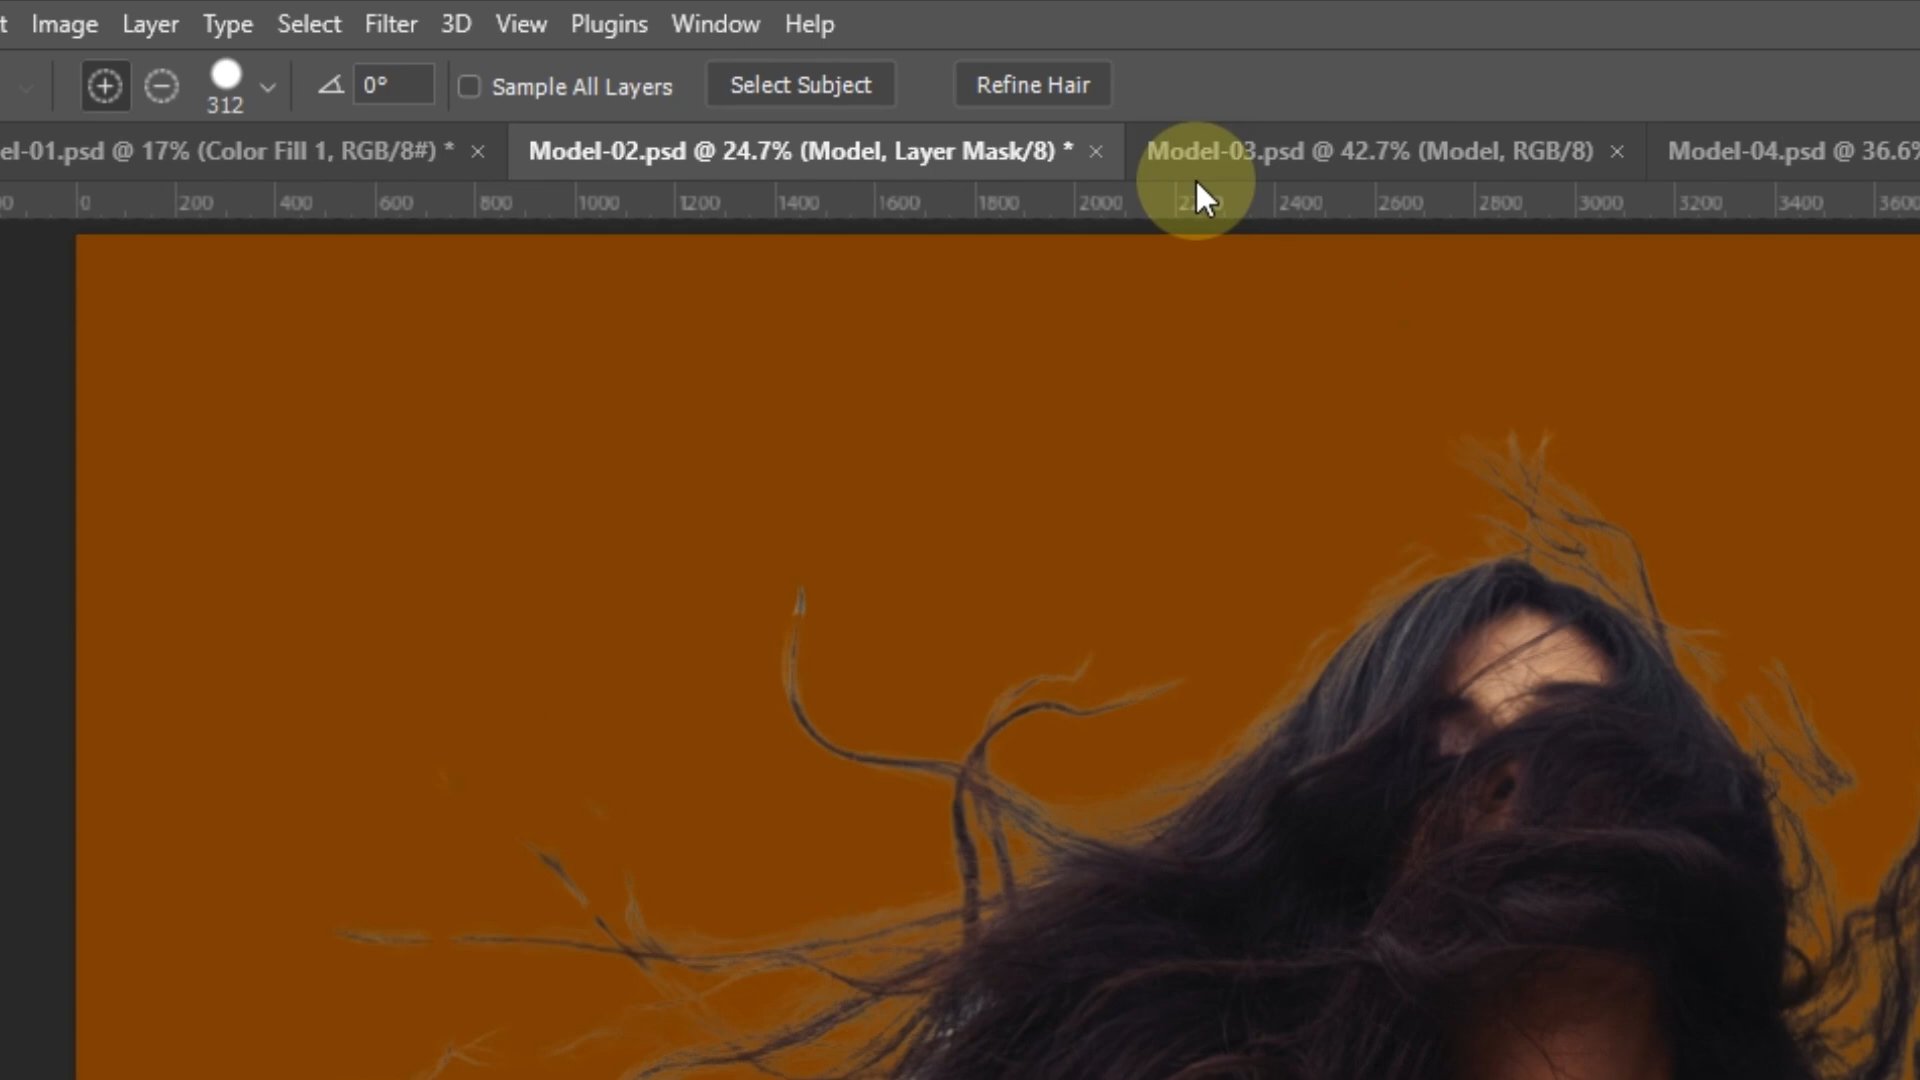 t Image Layer Type Select Filter 3D View Plugins Window Help
312 0° Sample All Layers Select Subject Refine Hair
el-01.psd @ 17% (Color Fill 1, RGB/8#) * × Model-02.psd @ 24.7% (Model, Layer Mask/8) * × Model-03.psd @ 42.7% (Model, RGB/8) × Model-04.psd @ 36.6%
0 0 200 400 600 800 1000 1200 1400 1600 1800 2000 2400 2600 2800 3000 3200 3400 3600